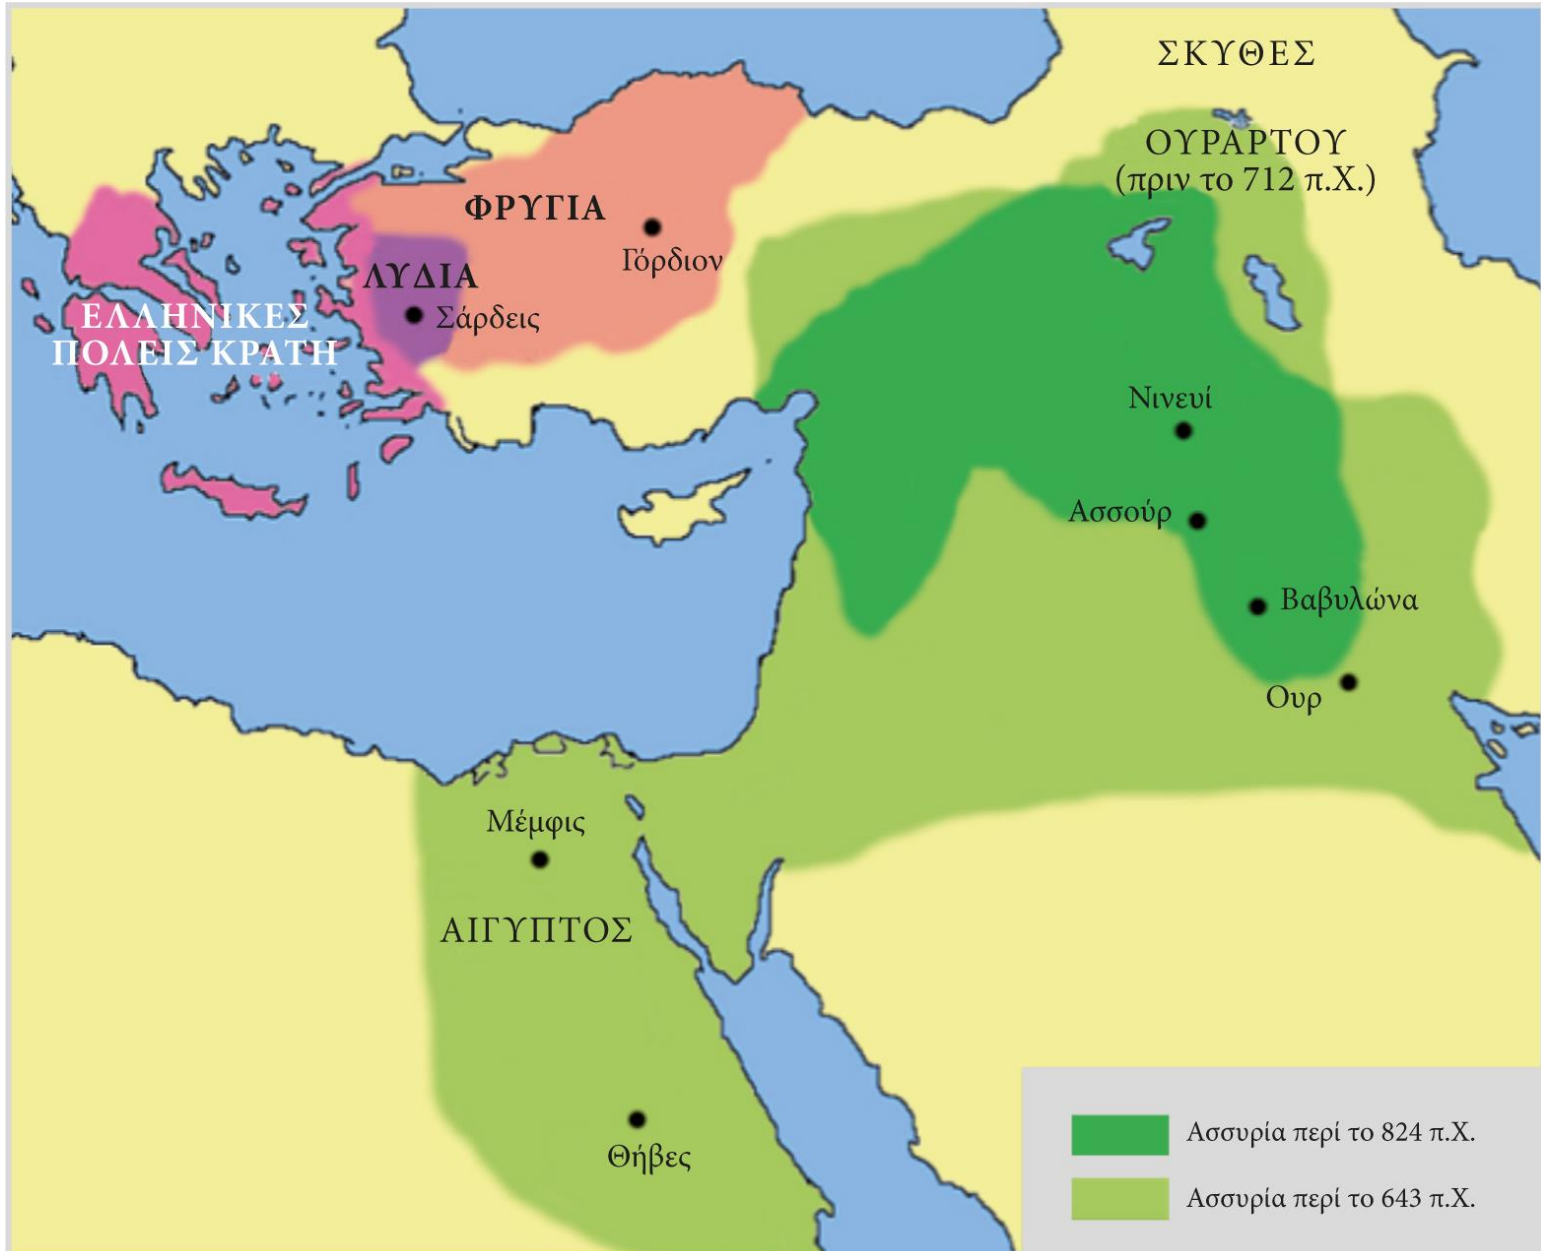 ΣΚΥΘΕΣ
ΟΥΡΑΡΤΟΥ
(πριν το 712 π.Χ.)
ΦΡΥΓΙΑ
Γόρδιον
ΛΥΔΙΑ
Σάρδεις
ΕΛΛΗΝΙΚΕΣ
ΠΟΛΕΙΣ ΚΡΑΤΗ
Νινευί
Ασσούρ
Βαβυλώνα
Ουρ
Μέμφις
ΑΙΓΥΠΤΟΣ
Θήβες
Ασσυρία περί το 824 π.Χ.
Ασσυρία περί το 643 π.Χ.